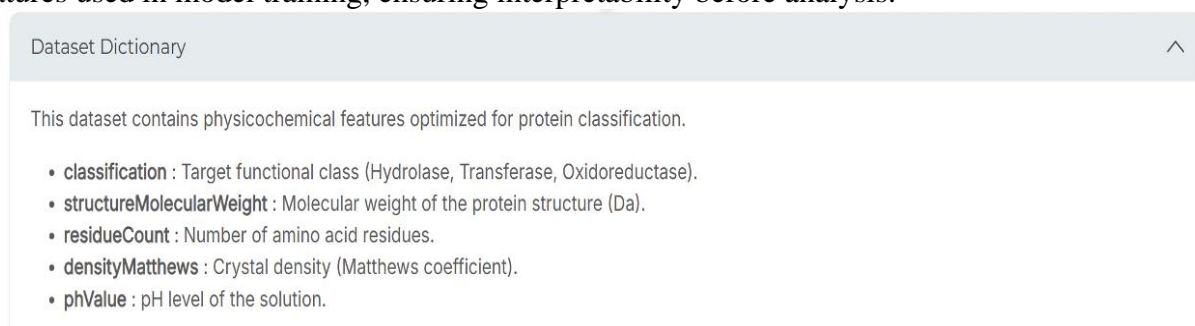 atures used in model training, ensuring interpretability before analysis.
Dataset Dictionary
This dataset contains physicochemical features optimized for protein classification.
• classification : Target functional class (Hydrolase, Transferase, Oxidoreductase).
• structureMolecularWeight : Molecular weight of the protein structure (Da).
• residueCount : Number of amino acid residues.
• densityMatthews : Crystal density (Matthews coefficient).
• phValue : pH level of the solution.